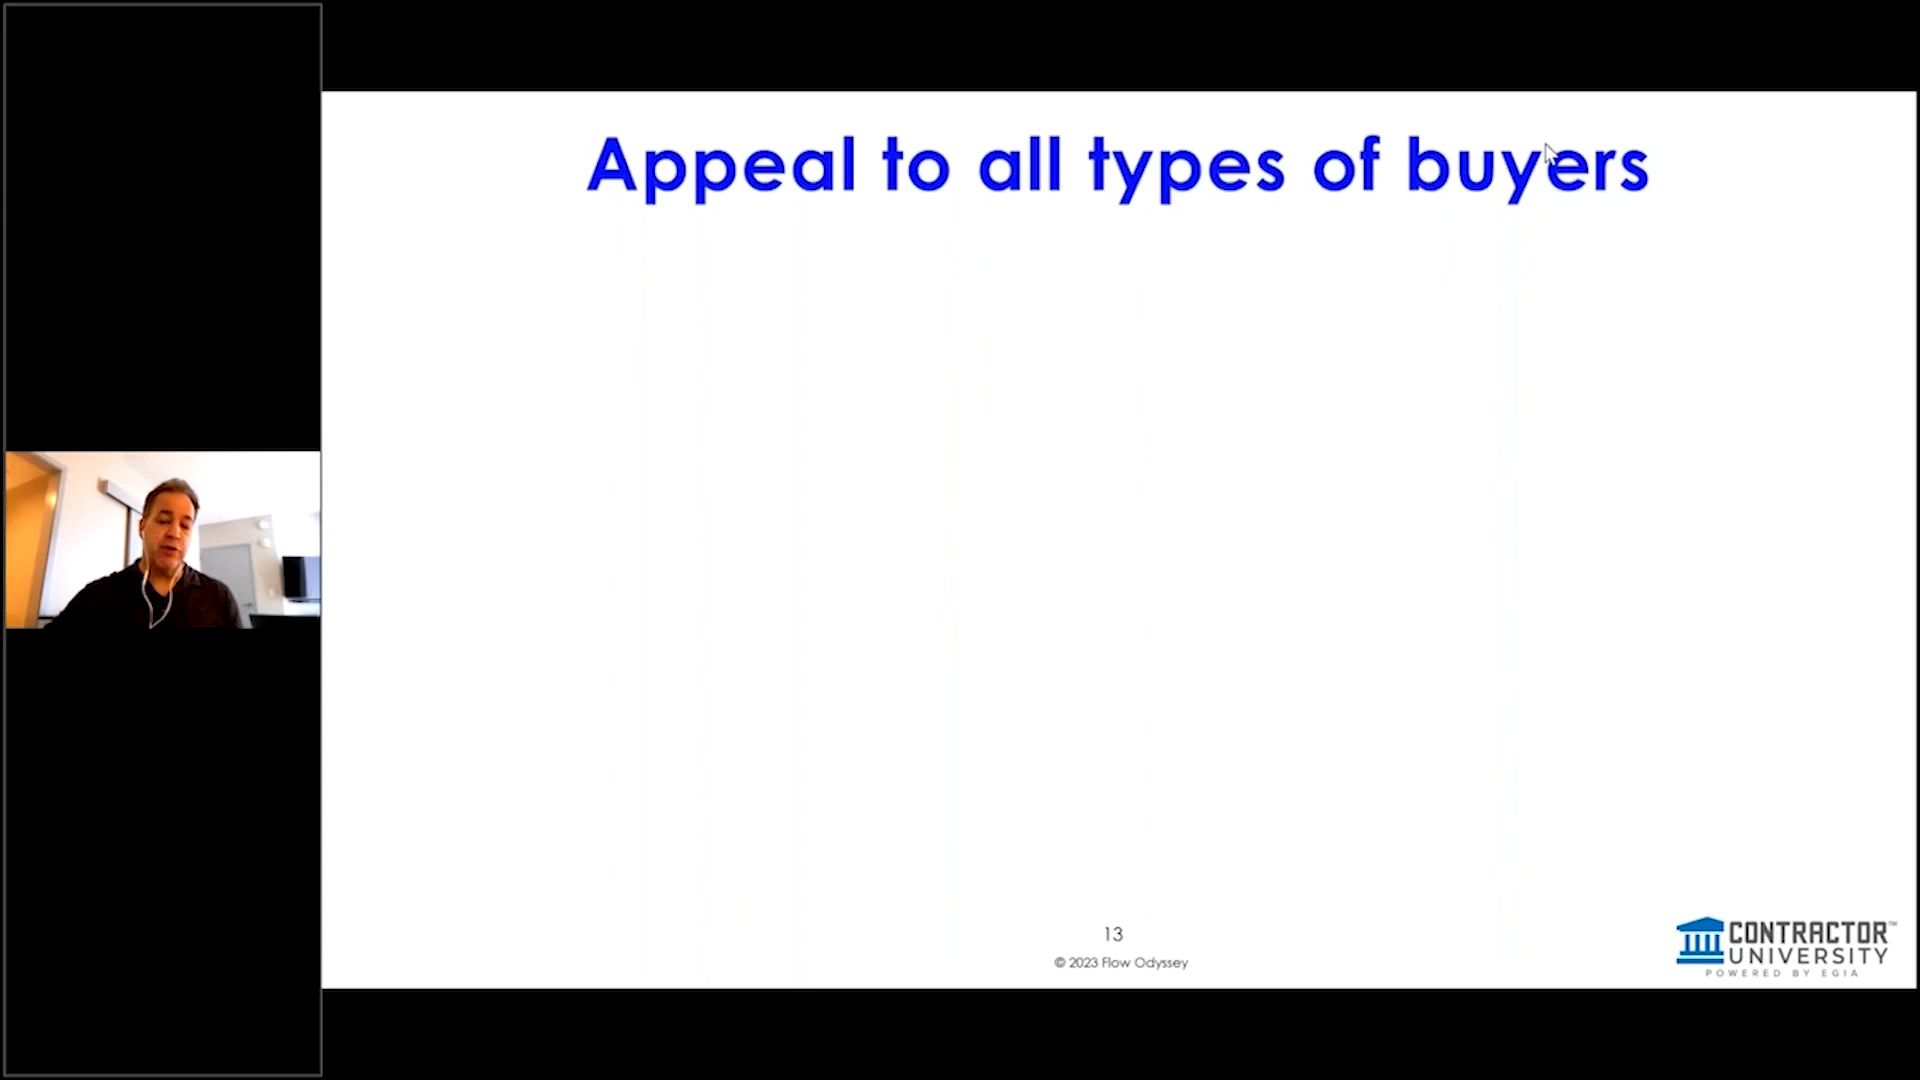 Appeal to all types of buyers
13
© 2023 Flow Odyssey
CONTRACTOR™
UNIVERSITY
POWERED BY EGIA